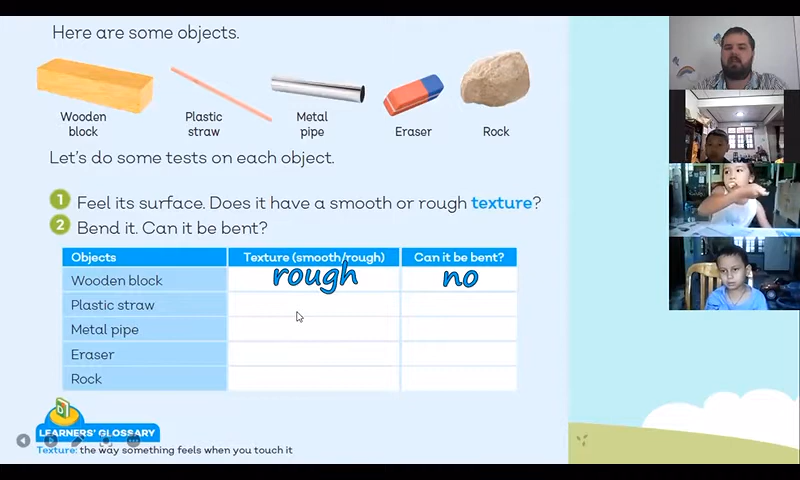 Here are some objects.
Wooden block
Plastic straw
Metal pipe
Eraser
Rock
Let's do some tests on each object.
1 Feel its surface. Does it have a smooth or rough texture?
2 Bend it. Can it be bent?
Objects Texture (smooth/rough) Can it be bent?
Wooden block rough no
Plastic straw
Metal pipe
Eraser
Rock
LEARNERS' GLOSSARY
Texture: the way something feels when you touch it